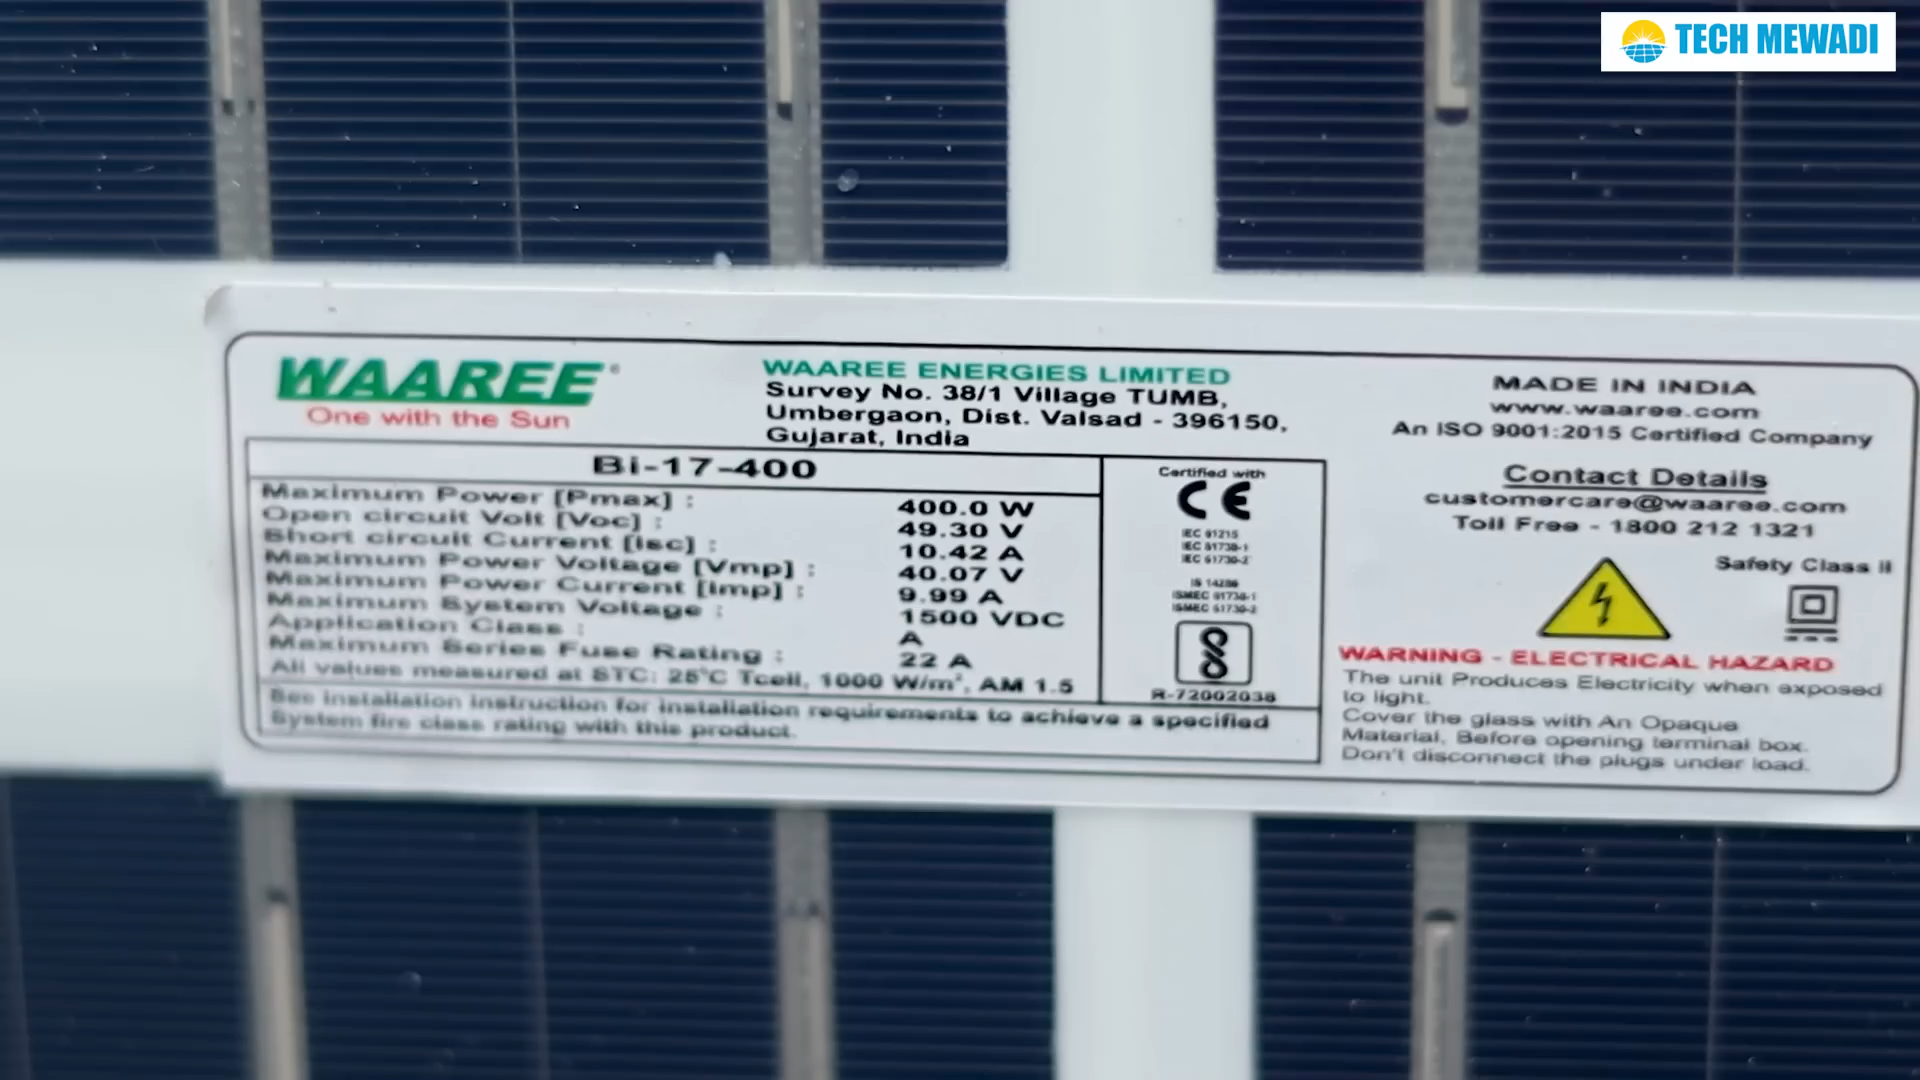 TECH MEWADI
WAAREE
One with the Sun
WAAREE ENERGIES LIMITED
Survey No. 38/1 Village TUMB,
Umbergaon, Dist. Valsad - 396150,
Gujarat, India
Bi-17-400
Maximum Power [Pmax] : 400.0 W
Open circuit Volt [Voc] : 49.30 V
Short circuit Current [Isc] : 10.42 A
Maximum Power Voltage [Vmp] : 40.07 V
Maximum Power Current [Imp] : 9.99 A
Maximum System Voltage : 1500 VDC
Application Class : A
Maximum Series Fuse Rating : 22 A
All values measured at STC: 25°C Tcell, 1000 W/m², AM 1.5
See installation instruction for installation requirements to achieve a specified
System fire class rating with this product.
Certified with
CE
IEC 61215
IEC 61730-1
IEC 61730-2
IS 14286
IS/IEC 61730-1
IS/IEC 61730-2
R-72002038
MADE IN INDIA
www.waaree.com
An ISO 9001:2015 Certified Company
Contact Details
customercare@waaree.com
Toll Free - 1800 212 1321
Safety Class II
WARNING - ELECTRICAL HAZARD
The unit Produces Electricity when exposed
to light.
Cover the glass with An Opaque
Material, Before opening terminal box.
Don't disconnect the plugs under load.